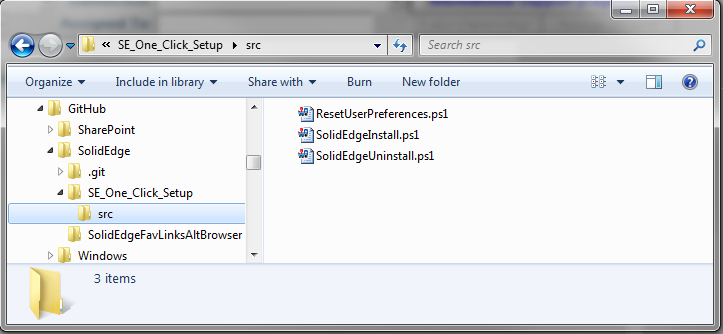 « SE_One_Click_Setup src
Search src
Organize Include in library Share with Burn New folder
GitHub
SharePoint
SolidEdge
.git
SE_One_Click_Setup
src
SolidEdgeFavLinksAltBrowser
Windows
ResetUserPreferences.ps1
SolidEdgeInstall.ps1
SolidEdgeUninstall.ps1
3 items